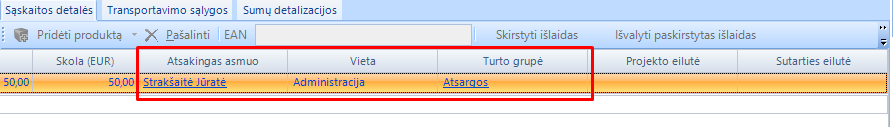 Sąskaitos detalės Transportavimo sąlygos Sumų detalizacijos
Pridėti produktą Pašalinti EAN Skirstyti išlaidas Išvalyti paskirstytas išlaidas
Skola (EUR) Atsakingas asmuo Vieta Turto grupė Projekto eilutė Sutarties eilutė
50,00 50,00 Strakšaitė Jūratė Administracija Atsargos